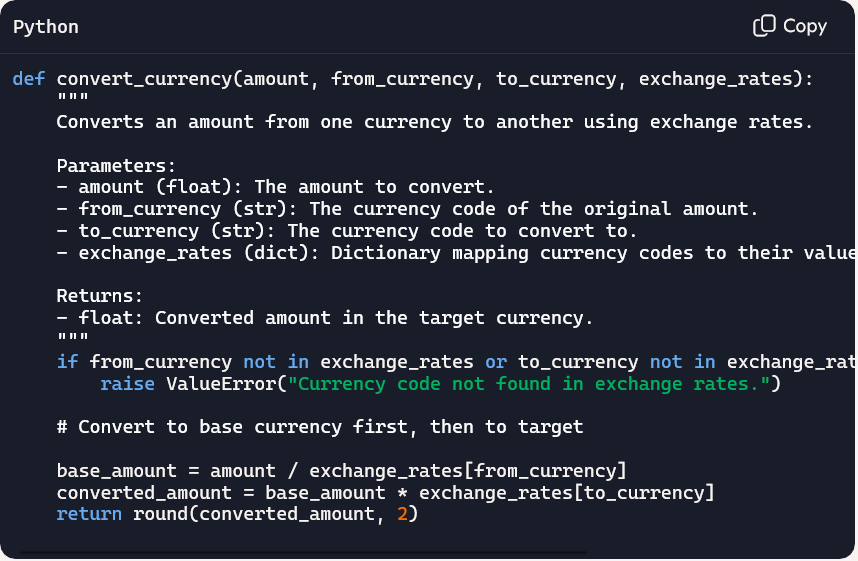 Python
Copy
def convert_currency(amount, from_currency, to_currency, exchange_rates):
    """
    Converts an amount from one currency to another using exchange rates.

    Parameters:
    - amount (float): The amount to convert.
    - from_currency (str): The currency code of the original amount.
    - to_currency (str): The currency code to convert to.
    - exchange_rates (dict): Dictionary mapping currency codes to their value

    Returns:
    - float: Converted amount in the target currency.
    """
    if from_currency not in exchange_rates or to_currency not in exchange_rat
        raise ValueError("Currency code not found in exchange rates.")

    # Convert to base currency first, then to target

    base_amount = amount / exchange_rates[from_currency]
    converted_amount = base_amount * exchange_rates[to_currency]
    return round(converted_amount, 2)